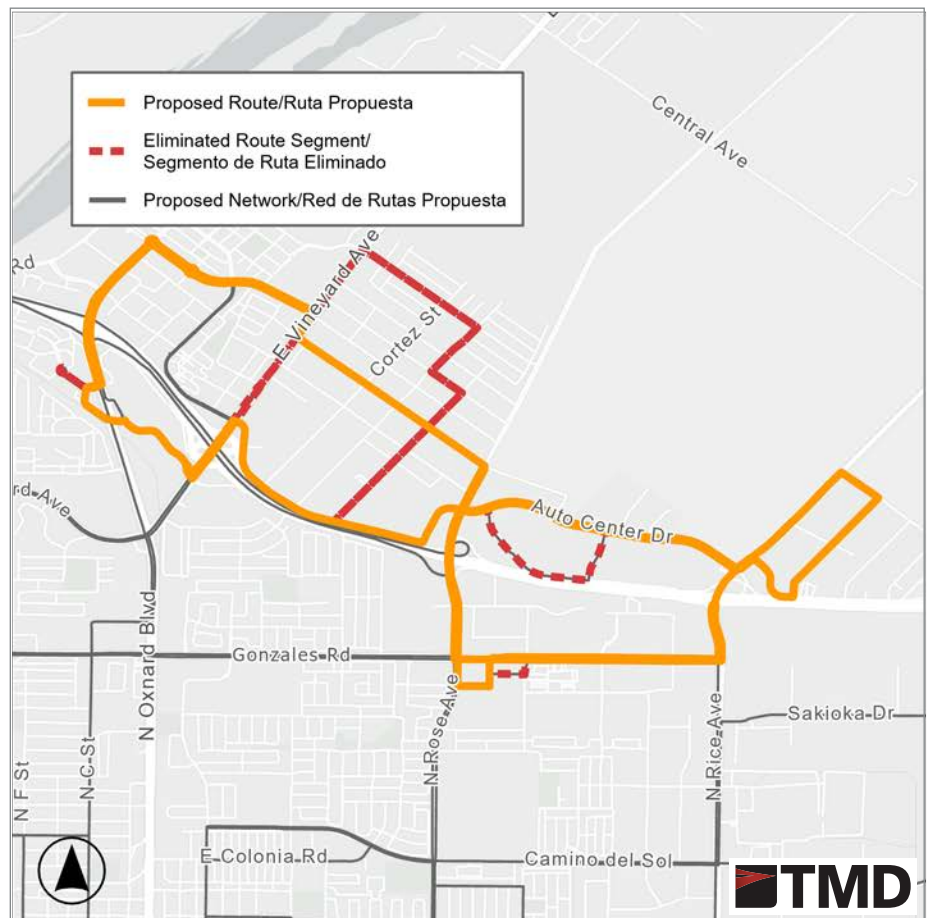 Proposed Route/Ruta Propuesta
Eliminated Route Segment/
Segmento de Ruta Eliminado
Proposed Network/Red de Rutas Propuesta
Central Ave
Rd
E Vineyard Ave
Cortez St
rd Ave
Auto Center Dr
N Oxnard Blvd
Gonzales Rd
N Rose Ave
N Rice Ave
Sakioka Dr
N F St
N C St
E Colonia Rd
Camino del Sol
TMD